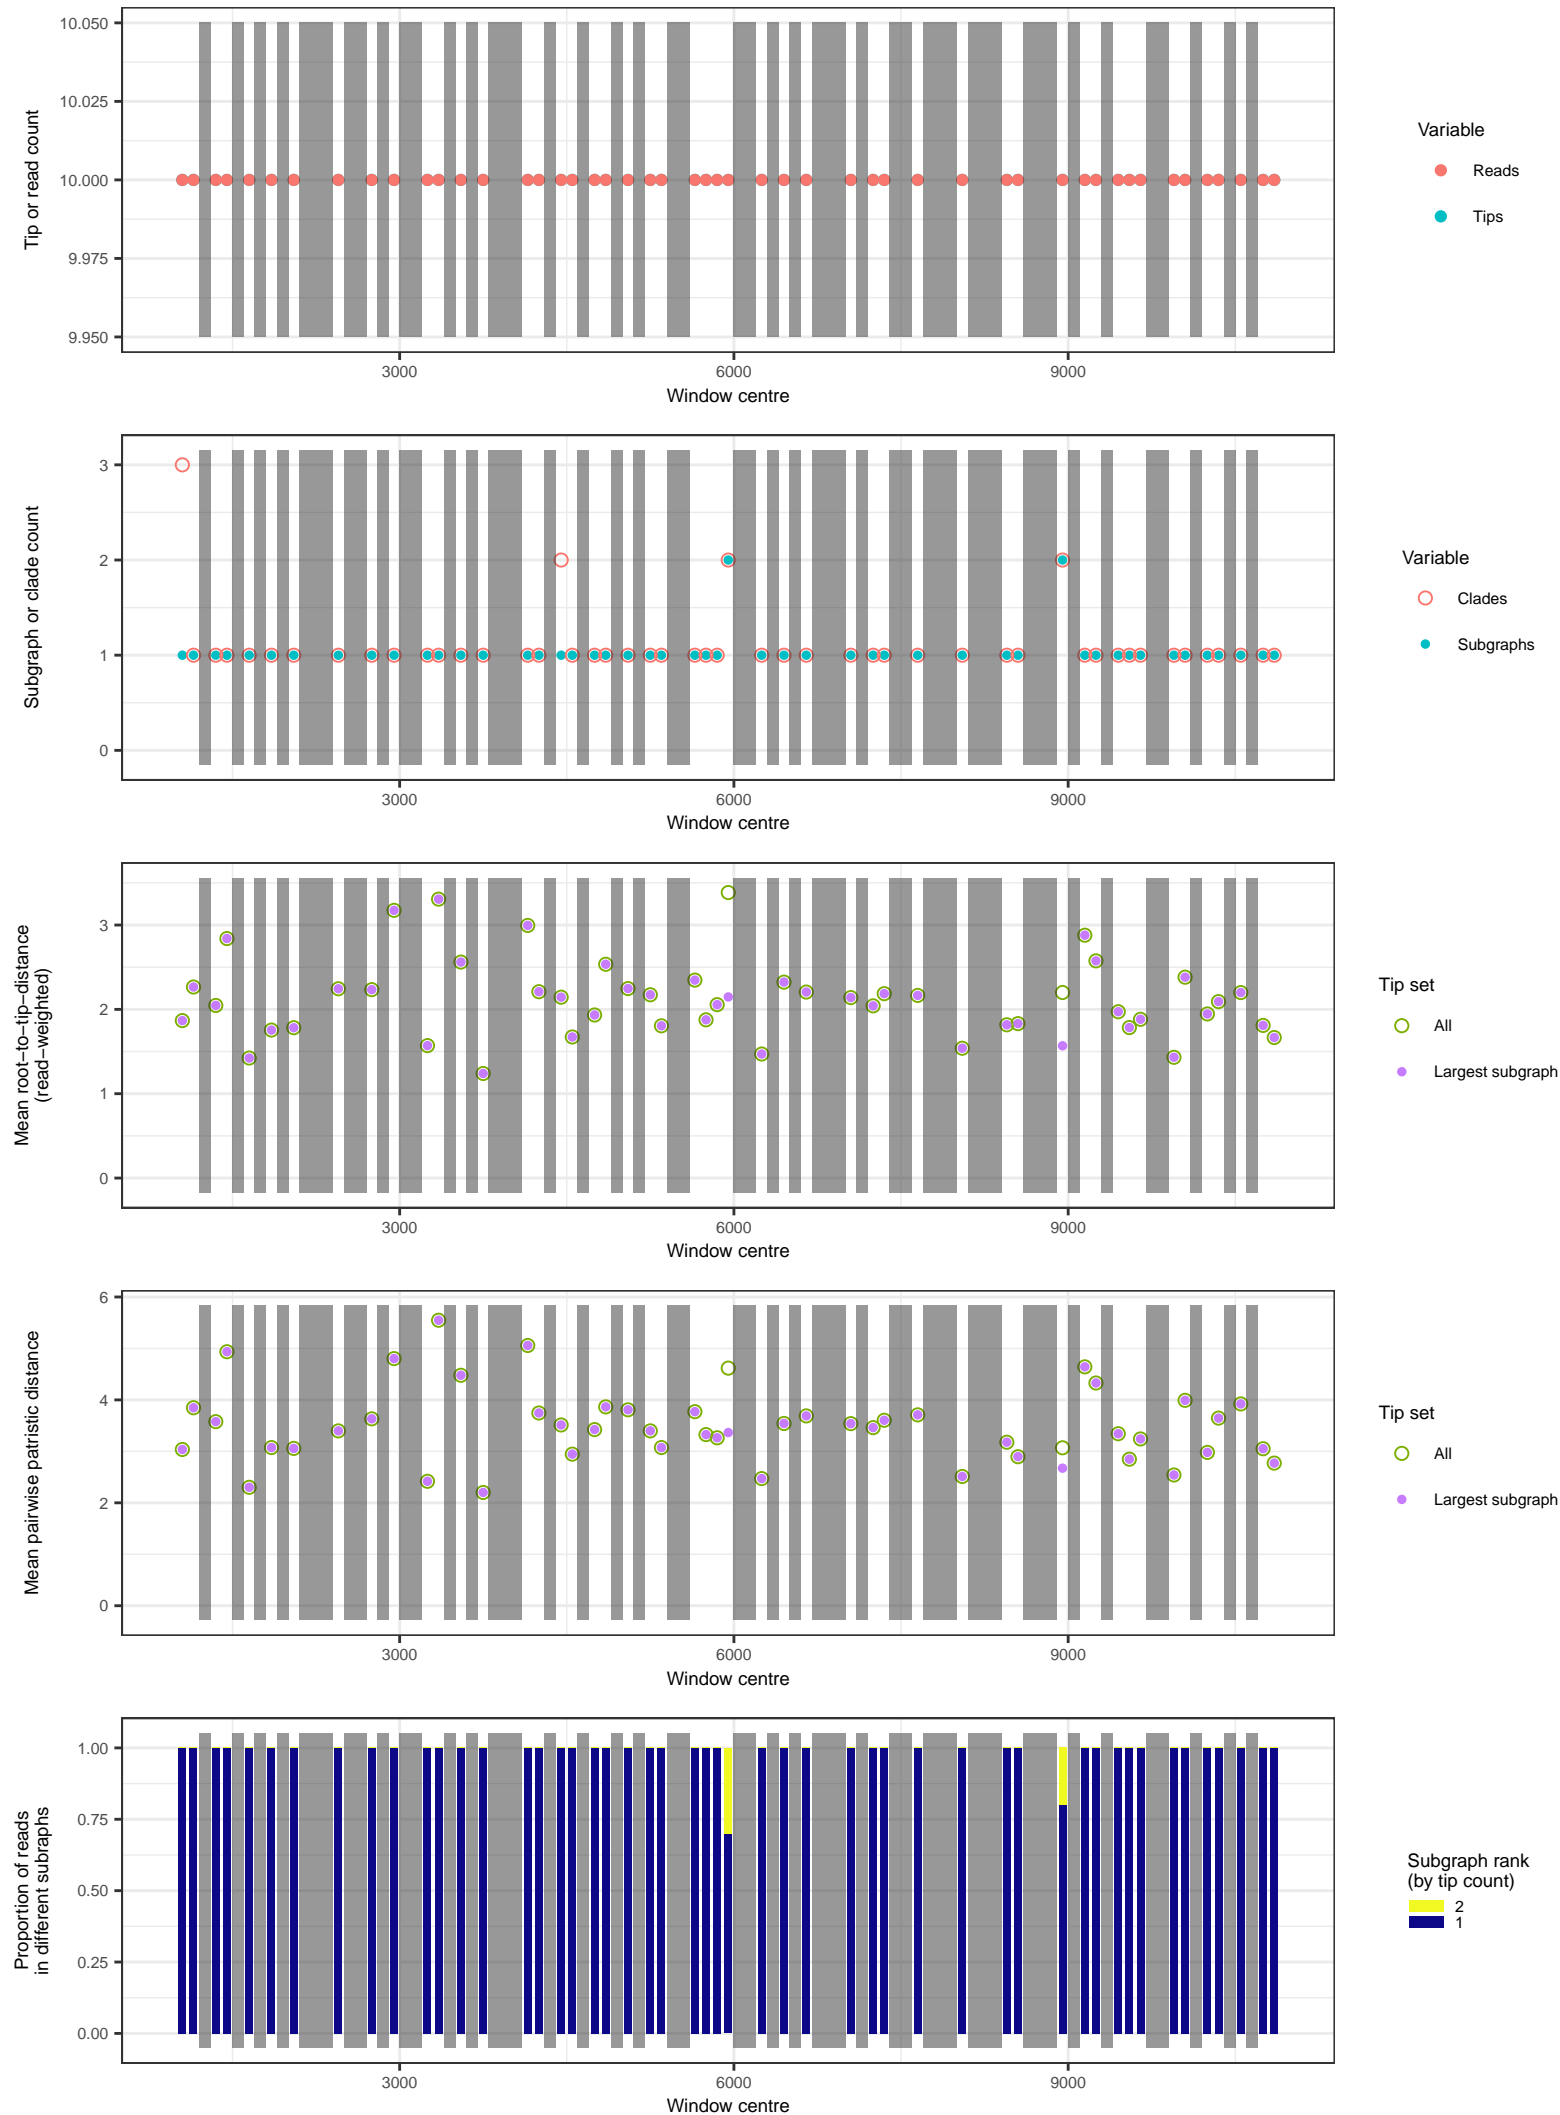 10.050
10.025
10.000
9.975
9.950
Tip or read count
3000 6000 9000
Window centre
Variable
Reads
Tips
3
2
1
0
Subgraph or clade count
3000 6000 9000
Window centre
Variable
Clades
Subgraphs
3
2
1
0
Mean root−to−tip−distance
(read−weighted)
3000 6000 9000
Window centre
Tip set
All
Largest subgraph
6
4
2
0
Mean pairwise patristic distance
3000 6000 9000
Window centre
Tip set
All
Largest subgraph
1.00
0.75
0.50
0.25
0.00
Proportion of reads
in different subraphs
3000 6000 9000
Window centre
Subgraph rank
(by tip count)
2
1